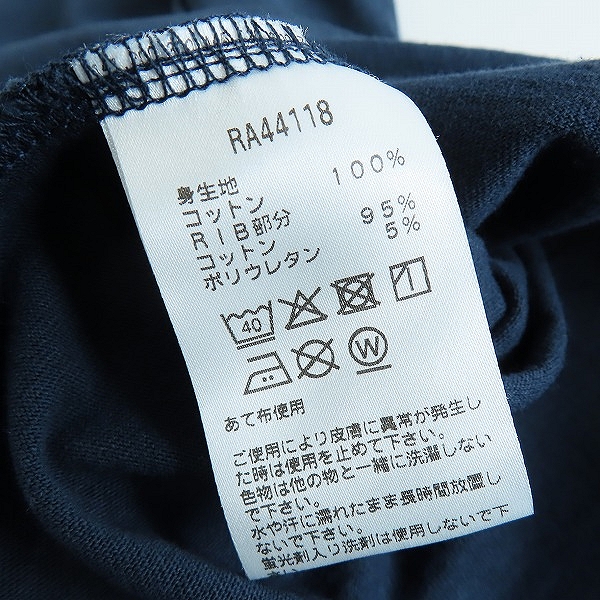 RA44118
身生地
コットン 100%
RIB部分
コットン 95%
ポリウレタン 5%
40
W
あて布使用
ご使用により皮膚に異常が発生し
た時は使用を止めて下さい。
色物は他の物と一緒に洗濯しない
で下さい。
水や汗に濡れたまま長時間放置し
ないで下さい。
蛍光剤入り洗剤は使用しないで下